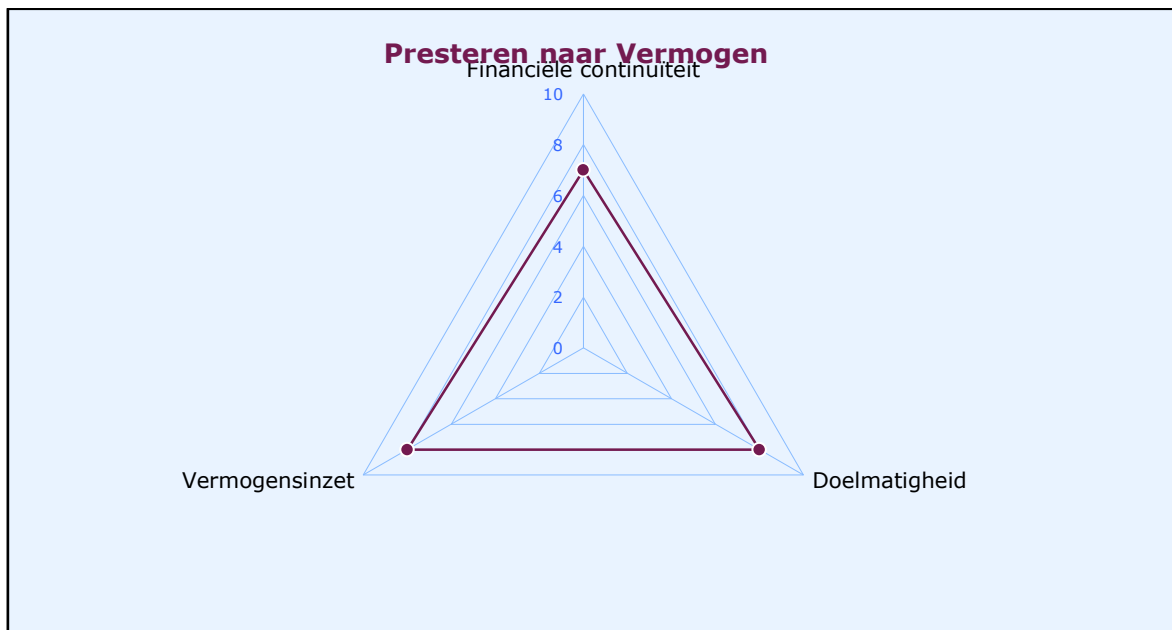 Presteren naar Vermogen
Financiële continuïteit
10
8
6
4
2
0
Vermogensinzet
Doelmatigheid